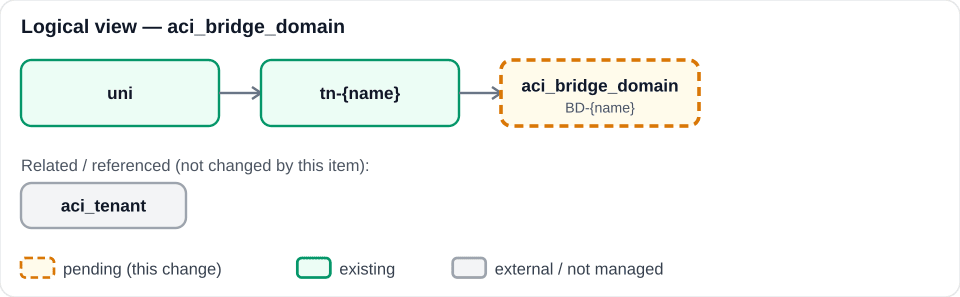 Logical view — aci_bridge_domain
uni
tn-{name}
aci_bridge_domain
BD-{name}
Related / referenced (not changed by this item):
aci_tenant
pending (this change)
existing
external / not managed